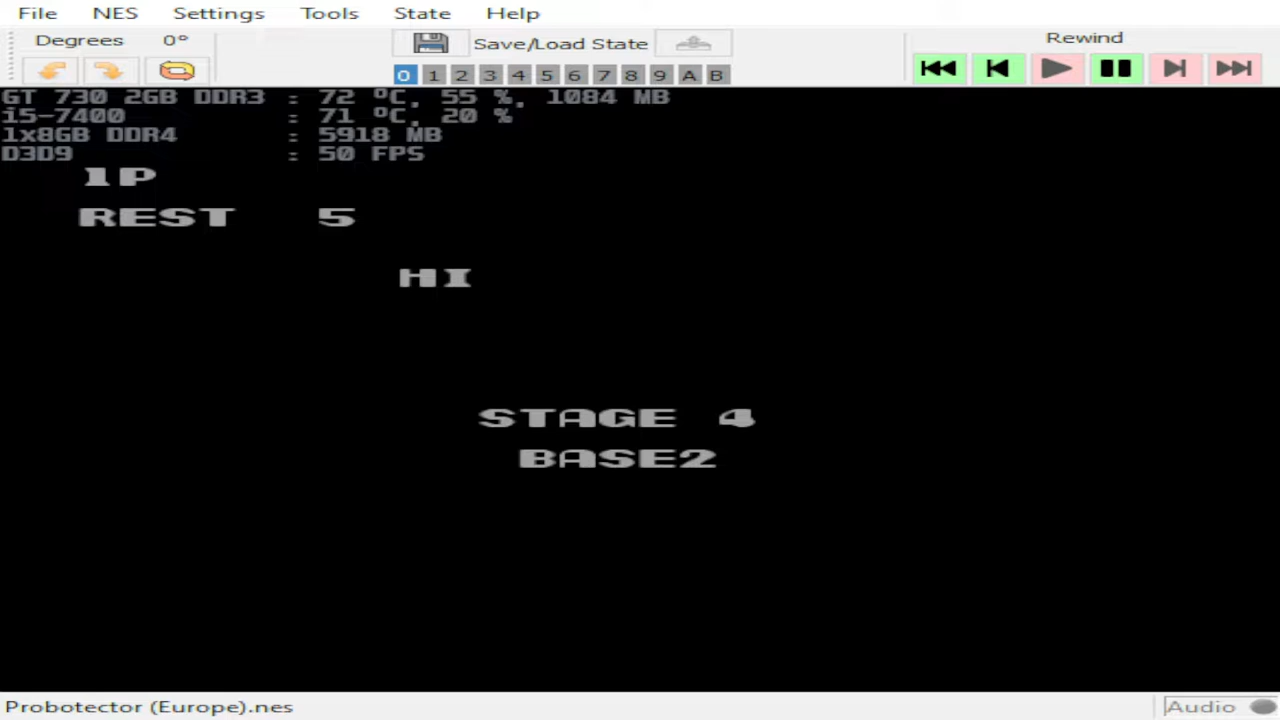 File NES Settings Tools State Help
Degrees 0°
Save/Load State
Rewind
0 1 2 3 4 5 6 7 8 9 A B
GT 730 2GB DDR3 : 72 ºC, 55 %, 1084 MB
i5-7400 : 71 ºC, 20 %
1x8GB DDR4 : 5918 MB
D3D9 : 50 FPS
1P
REST 5
HI
STAGE 4
BASE2
Probotector (Europe).nes
Audio